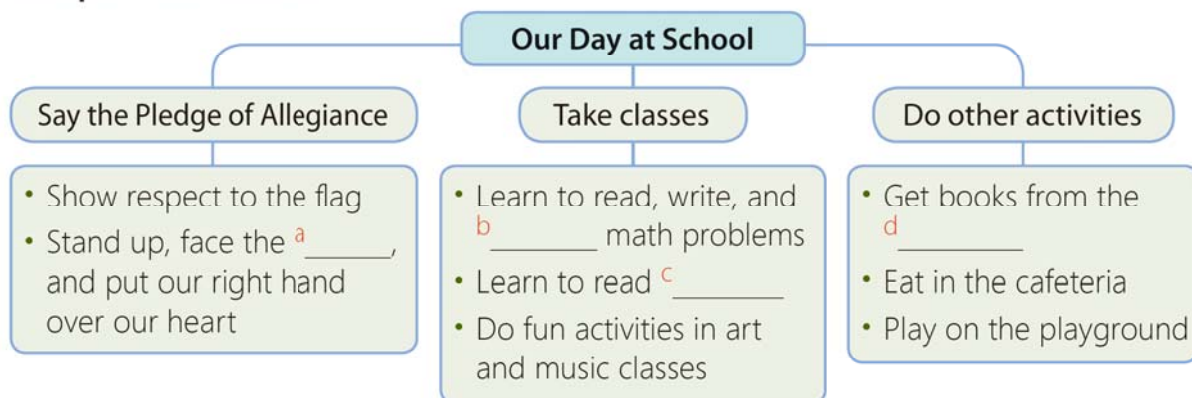 Our Day at School
Say the Pledge of Allegiance
• Show respect to the flag
• Stand up, face the a______,
and put our right hand
over our heart
Take classes
• Learn to read, write, and
b_______ math problems
• Learn to read c_______
• Do fun activities in art
and music classes
Do other activities
• Get books from the
d________
• Eat in the cafeteria
• Play on the playground